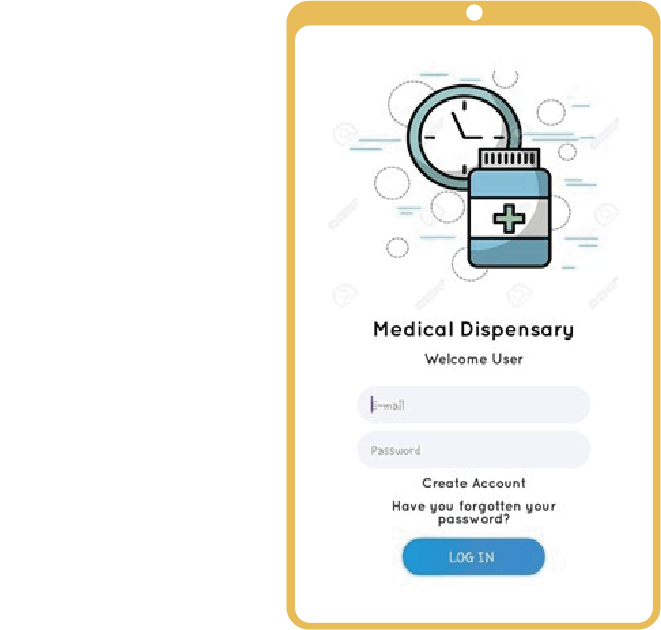 Medical Dispensary
Welcome User
E-mail
Password
Create Account
Have you forgotten your
password?
LOG IN